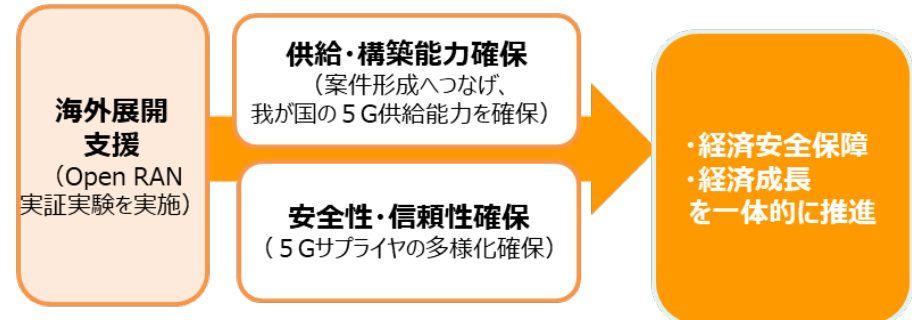 海外展開
支援
（Open RAN
実証実験を実施）
供給・構築能力確保
（案件形成へつなげ、
我が国の５G供給能力を確保）
安全性・信頼性確保
（５Gサプライヤの多様化確保）
・経済安全保障
・経済成長
を一体的に推進